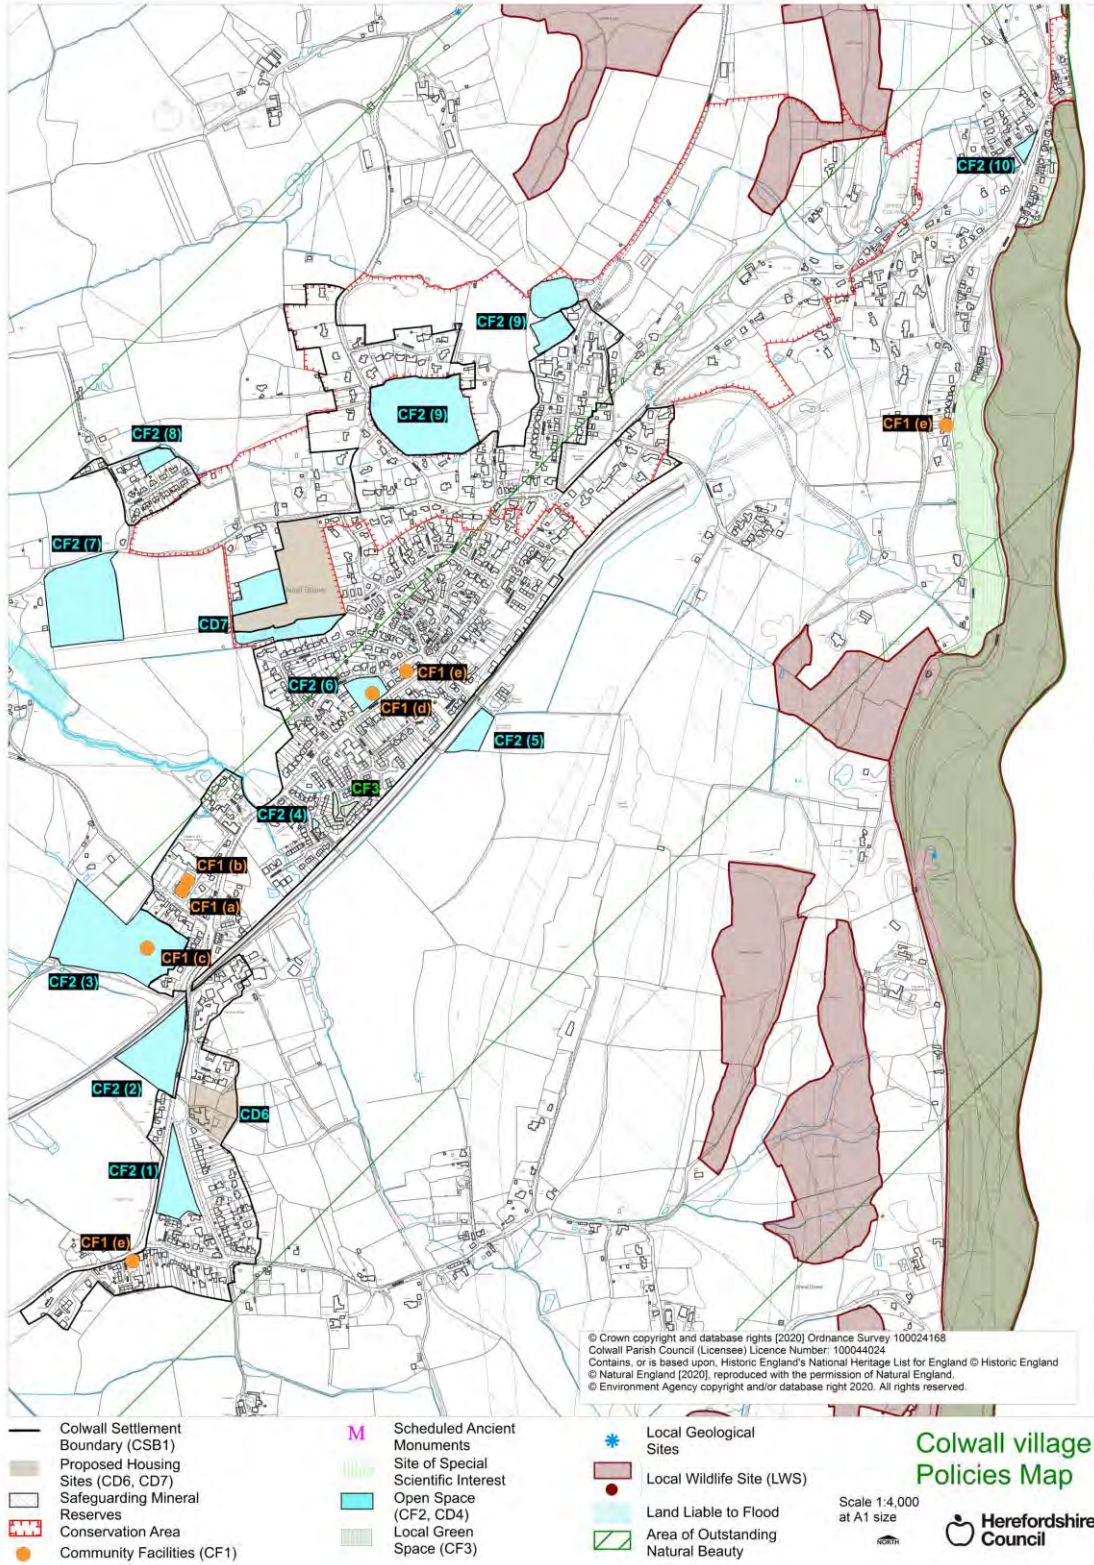 CF2 (10)
CF2 (9)
CF2 (9)
CF1 (e)
CF2 (8)
CF2 (7)
CD7
CF2 (6)
CF1 (e)
CF1 (d)
CF2 (5)
CF3
CF2 (4)
CF1 (b)
CF1 (a)
CF1 (c)
CF2 (3)
CF2 (2)
CD6
CF2 (1)
CF1 (e)
© Crown copyright and database rights [2020] Ordnance Survey 100024168
Colwall Parish Council (Licensee) Licence Number: 100044024
Contains, or is based upon, Historic England's National Heritage List for England © Historic England
© Natural England [2020], reproduced with the permission of Natural England.
© Environment Agency copyright and/or database right 2020. All rights reserved.
Colwall Settlement
Boundary (CSB1)
Proposed Housing
Sites (CD6, CD7)
Safeguarding Mineral
Reserves
Conservation Area
Community Facilities (CF1)
M
Scheduled Ancient
Monuments
Site of Special
Scientific Interest
Open Space
(CF2, CD4)
Local Green
Space (CF3)
Local Geological
Sites
Local Wildlife Site (LWS)
Land Liable to Flood
Area of Outstanding
Natural Beauty
Colwall village
Policies Map
Scale 1:4,000
at A1 size
NORTH
Herefordshire
Council